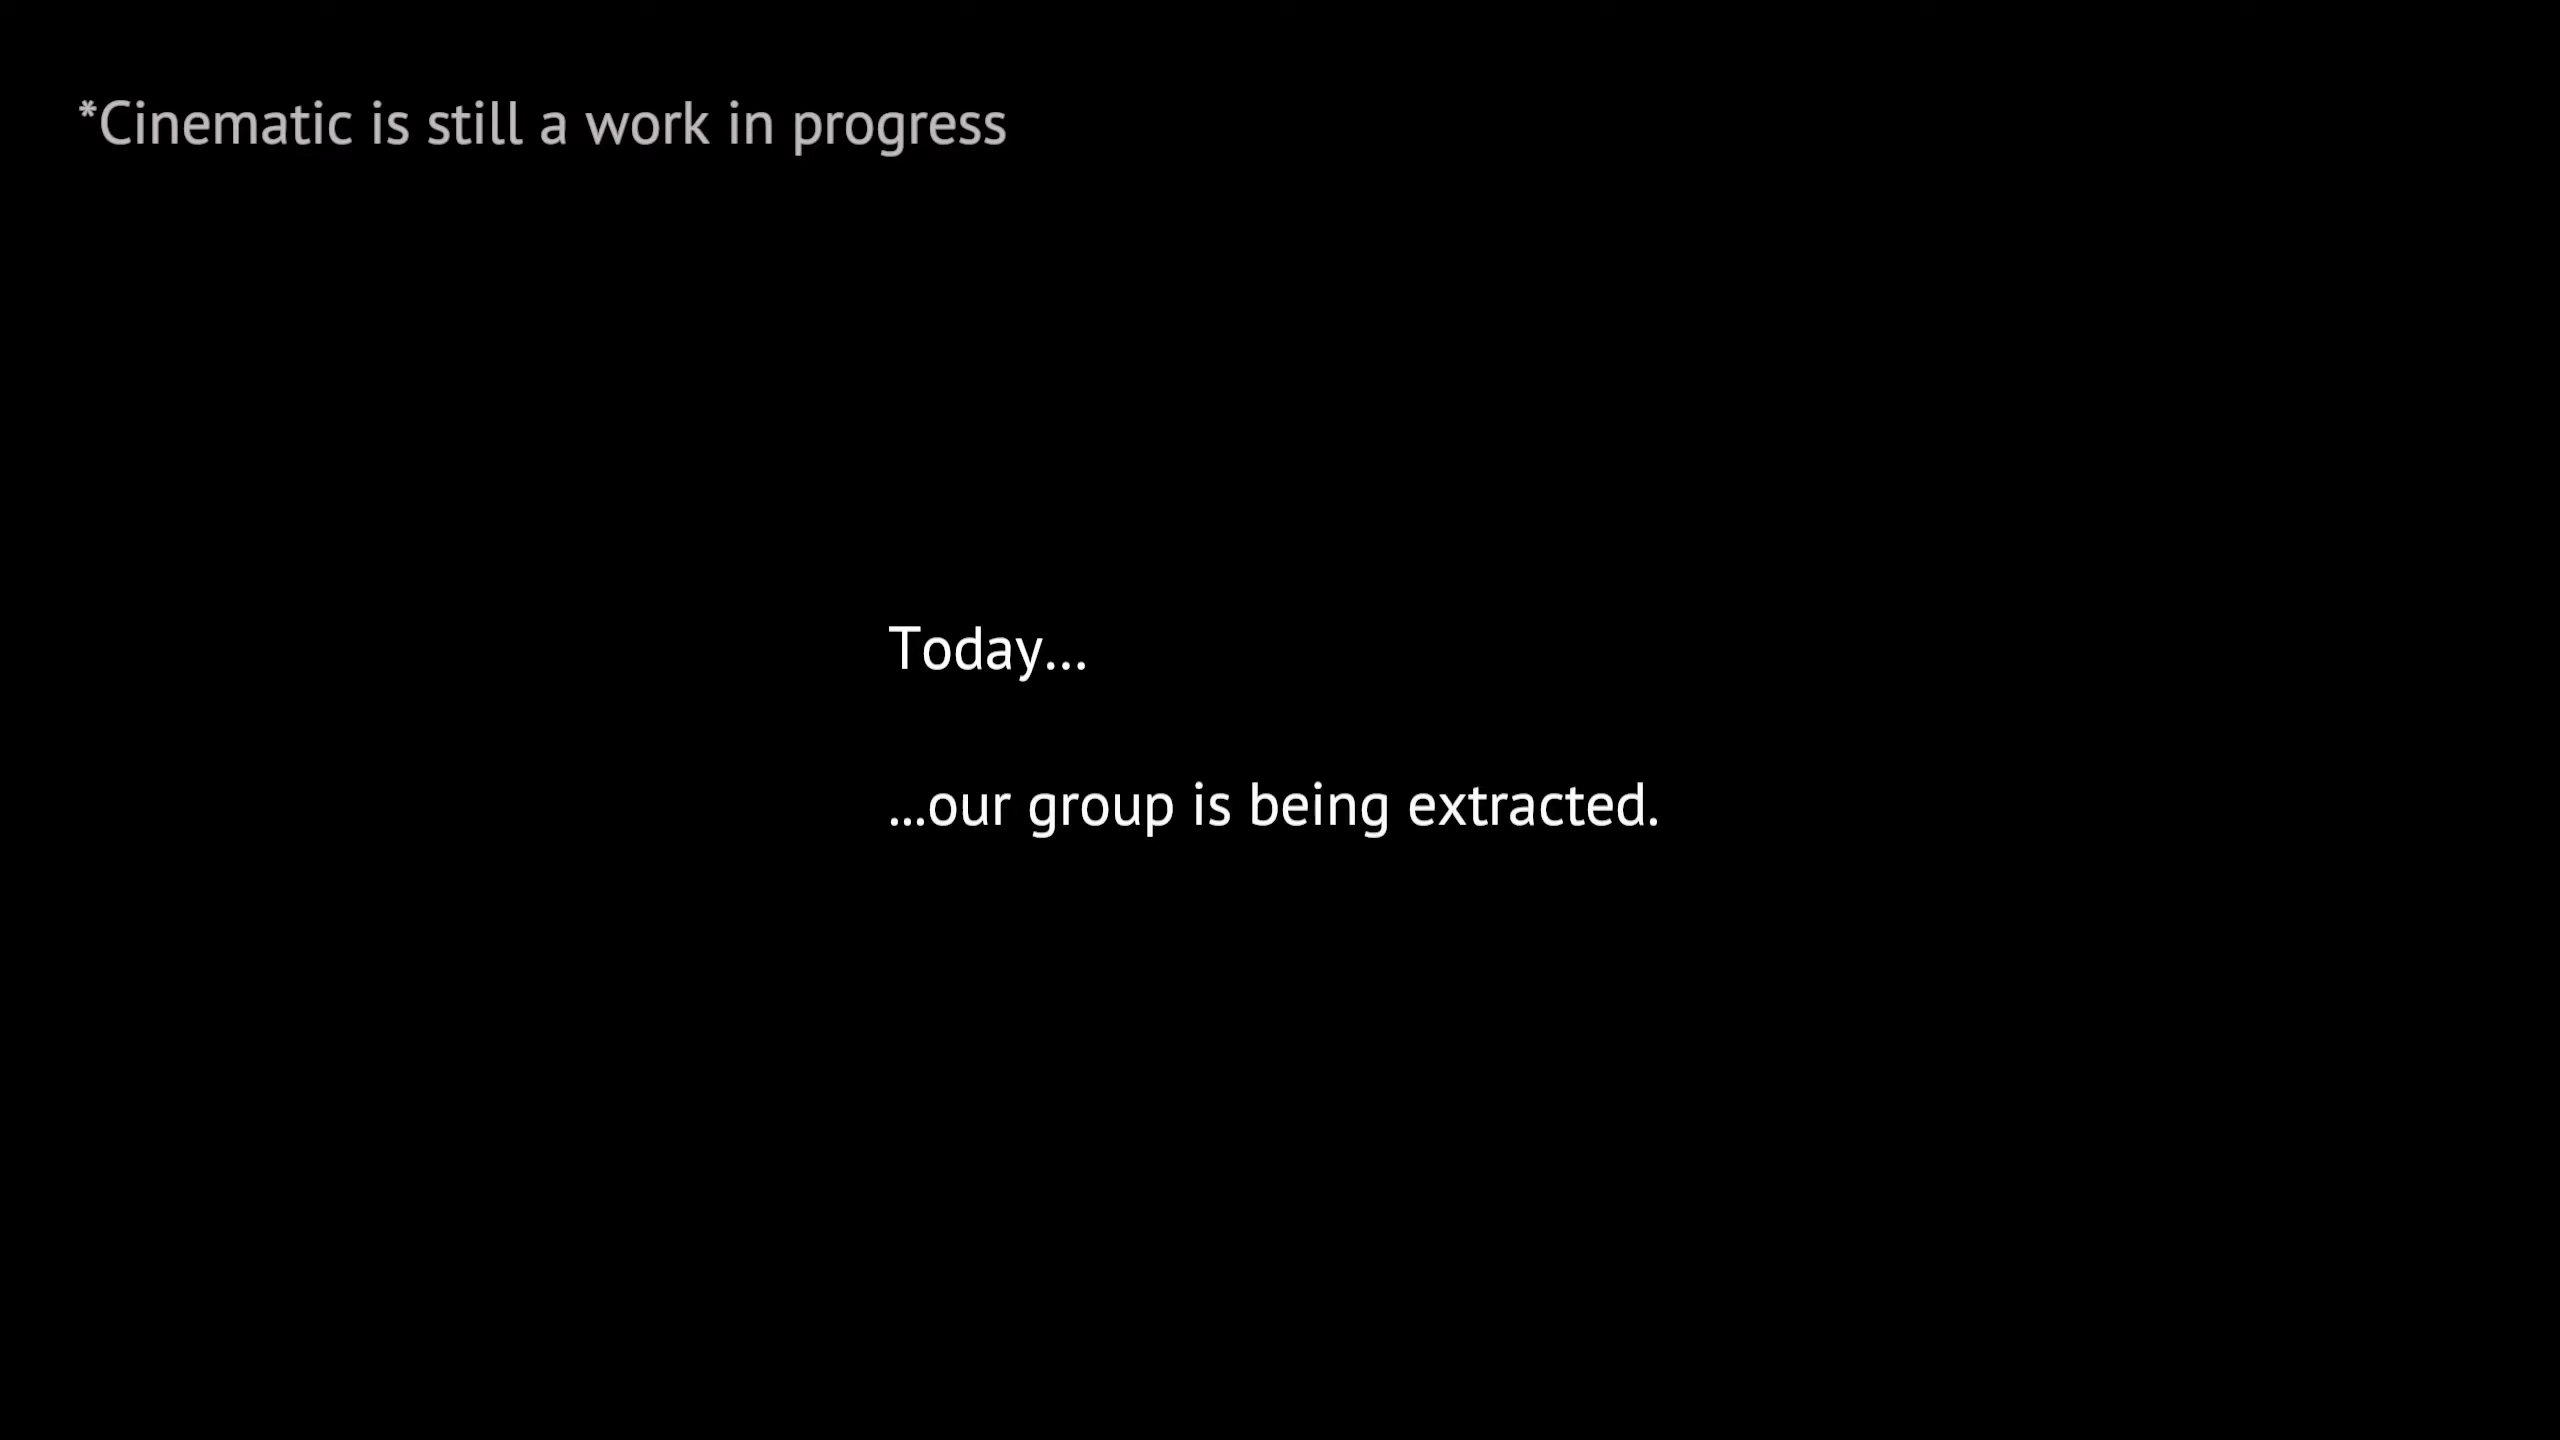 *Cinematic is still a work in progress
Today...
...our group is being extracted.